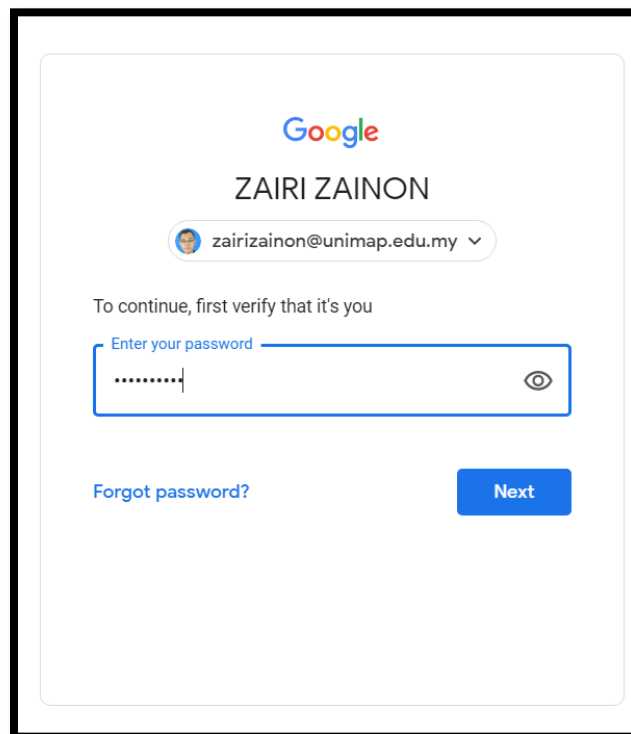 Google
ZAIRI ZAINON
zairizainon@unimap.edu.my
To continue, first verify that it's you
Enter your password
••••••••••
Forgot password?
Next